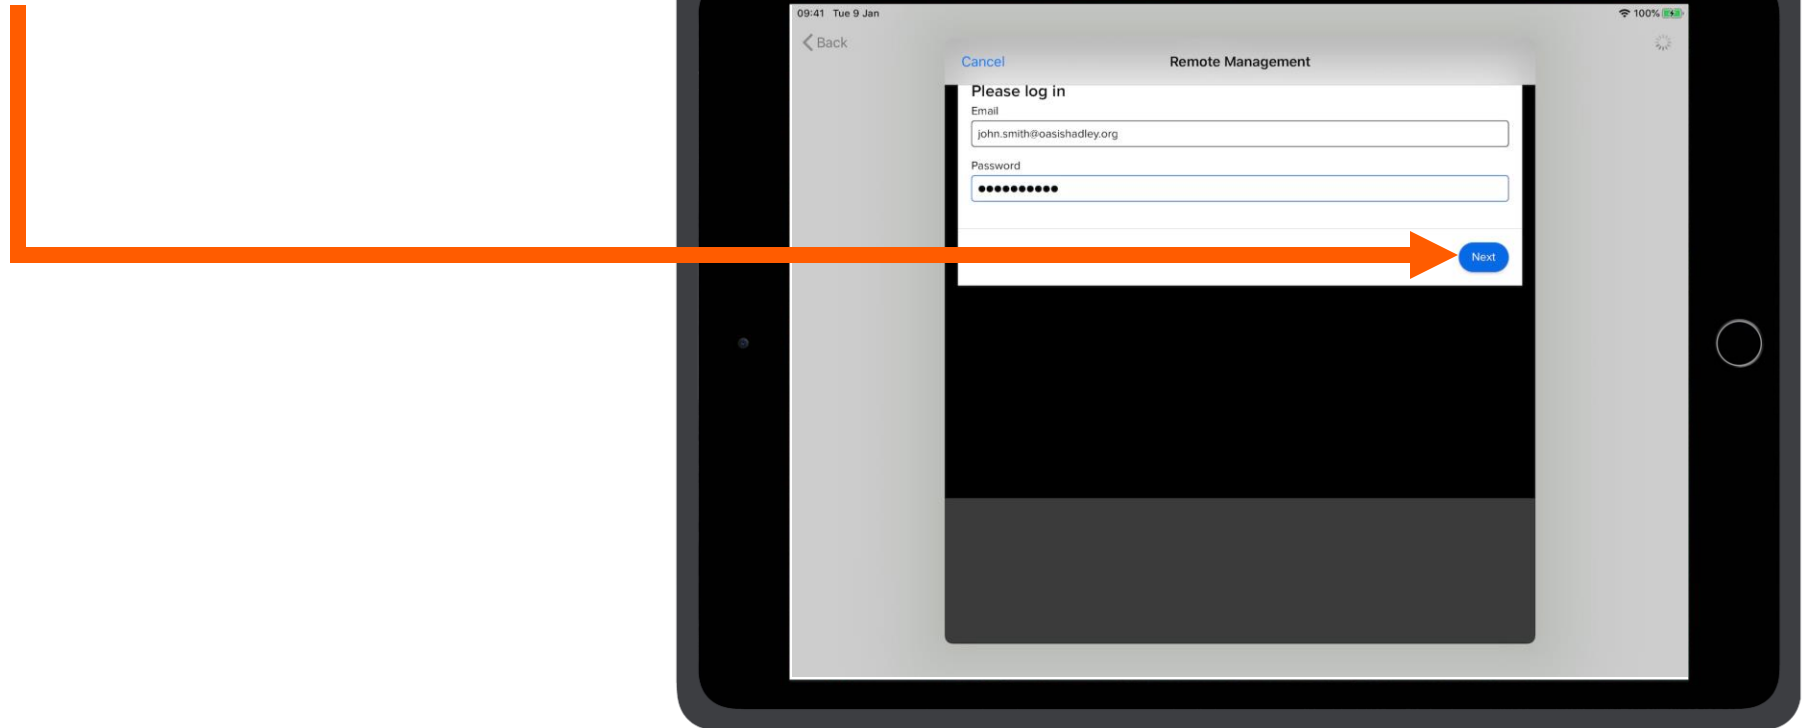 09:41 Tue 9 Jan
100%
Back
Cancel
Remote Management
Please log in
Email
john.smith@oasishadley.org
Password
●●●●●●●●●●
Next